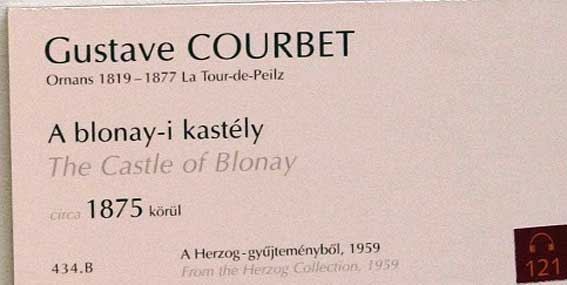 Gustave COURBET
Ornans 1819–1877 La Tour-de-Peilz
A blonay-i kastély
The Castle of Blonay
circa 1875 körül
434.B
A Herzog-gyűjteményből, 1959
From the Herzog Collection, 1959
121